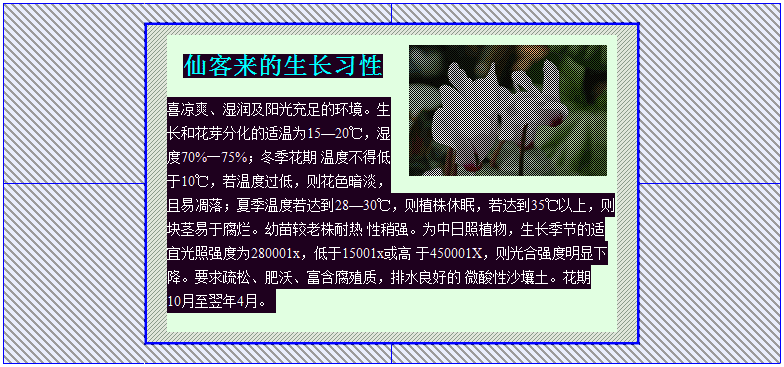 仙客来的生长习性
喜凉爽、湿润及阳光充足的环境。生
长和花芽分化的适温为15—20℃，湿
度70%一75%；冬季花期 温度不得低
于10℃，若温度过低，则花色暗淡，
且易凋落；夏季温度若达到28—30℃，则植株休眠，若达到35℃以上，则
块茎易于腐烂。幼苗较老株耐热 性稍强。为中日照植物，生长季节的适
宜光照强度为280001x，低于15001x或高 于450001X，则光合强度明显下
降。要求疏松、肥沃、富含腐殖质，排水良好的 微酸性沙壤土。花期
10月至翌年4月。